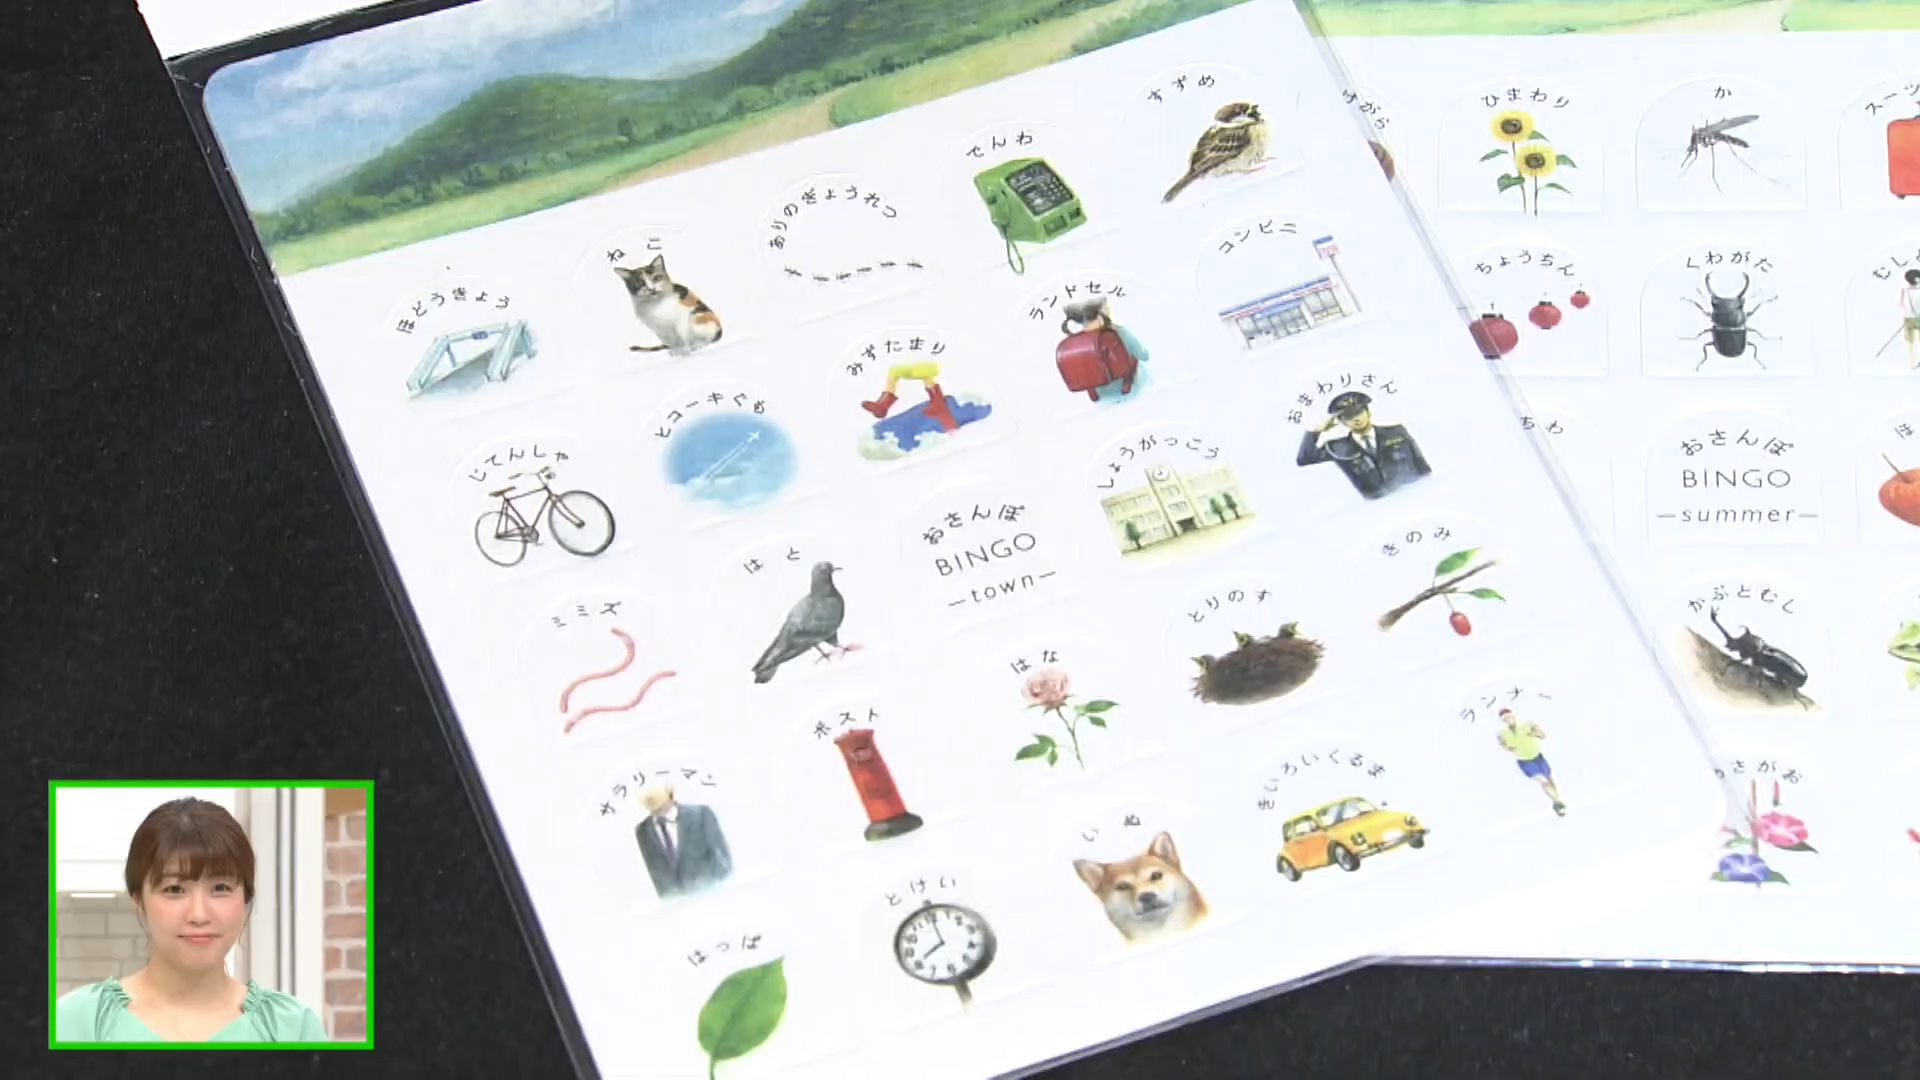 ほどうきょう
ねこ
ありのぎょうれつ
でんわ
すずめ
じてんしゃ
ヒコーキぐも
みずたまり
ランドセル
コンビニ
ミミズ
はと
おさんぽ
BINGO
—town—
しょうがっこう
おまわりさん
サラリーマン
ポスト
はな
とりのす
きのみ
はっぱ
とけい
いぬ
きいろいくるま
ランナー
ひまわり
か
ちょうちん
くわがた
おさんぽ
BINGO
—summer—
かぶとむし